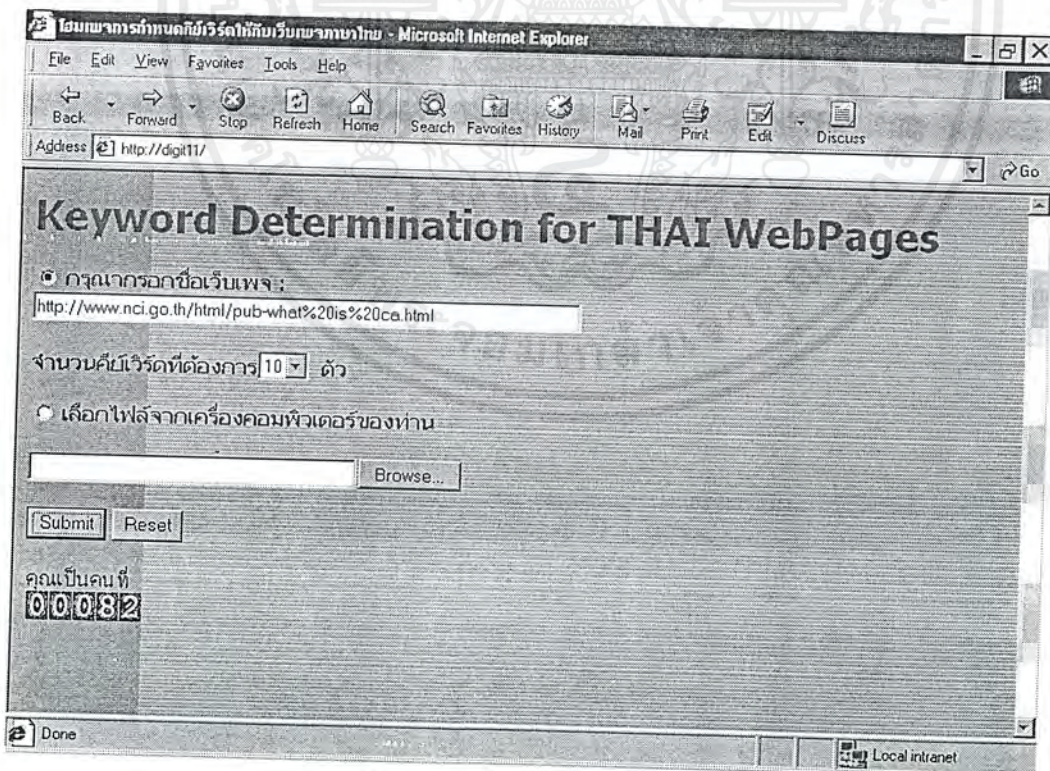 โฮมเพจการกำหนดคีย์เวิร์ดให้กับเว็บเพจภาษาไทย - Microsoft Internet Explorer
File Edit View Favorites Tools Help
Back Forward Stop Refresh Home Search Favorites History Mail Print Edit Discuss
Address http://digit11/ Go
Keyword Determination for THAI WebPages
กรุณากรอกชื่อเว็บเพจ :
http://www.nci.go.th/html/pub-what%20is%20ca.html
จำนวนคีย์เวิร์ดที่ต้องการ 10 ตัว
เลือกไฟล์จากเครื่องคอมพิวเตอร์ของท่าน
Browse...
Submit Reset
คุณเป็นคนที่
00082
Done Local intranet